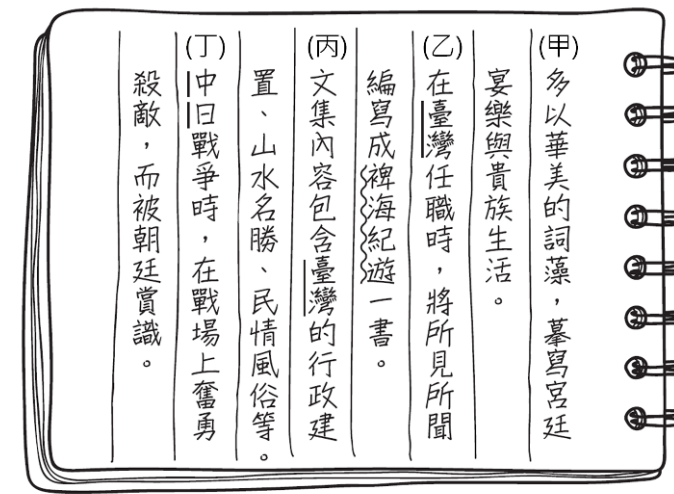 (甲)多以華美的詞藻，摹寫宮廷
宴樂與貴族生活。
(乙)在臺灣任職時，將所見所聞
編寫成裨海紀遊一書。
(丙)文集內容包含臺灣的行政建
置、山水名勝、民情風俗等。
(丁)中日戰爭時，在戰場上奮勇
殺敵，而被朝廷賞識。